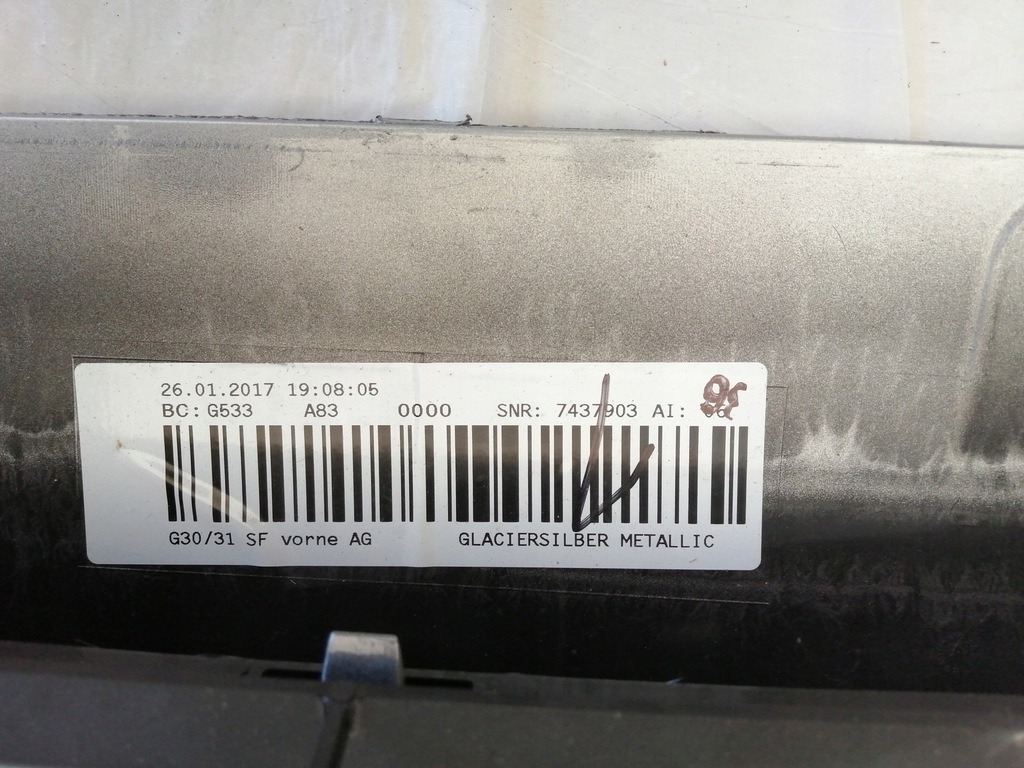 26.01.2017 19:08:05
BC: G533 A83 0000 SNR: 7437903 AI:
G30/31 SF vorne AG GLACIERSILBER METALLIC